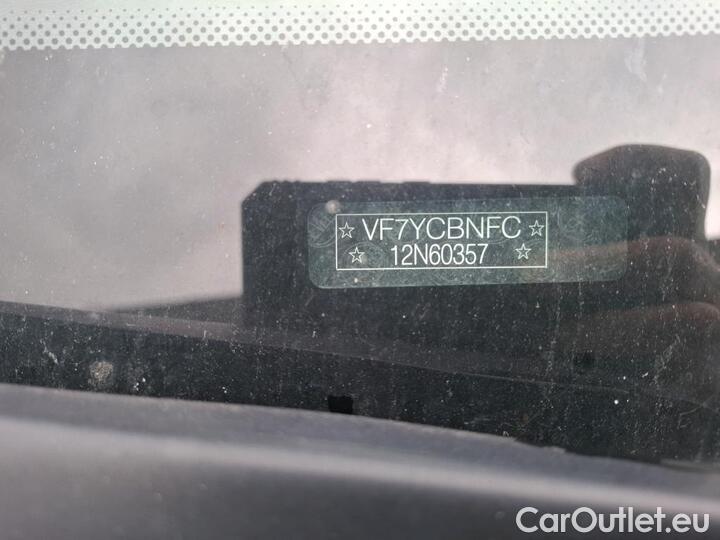 ☆ VF7YCBNFC ☆
☆ 12N60357 ☆
CarOutlet.eu